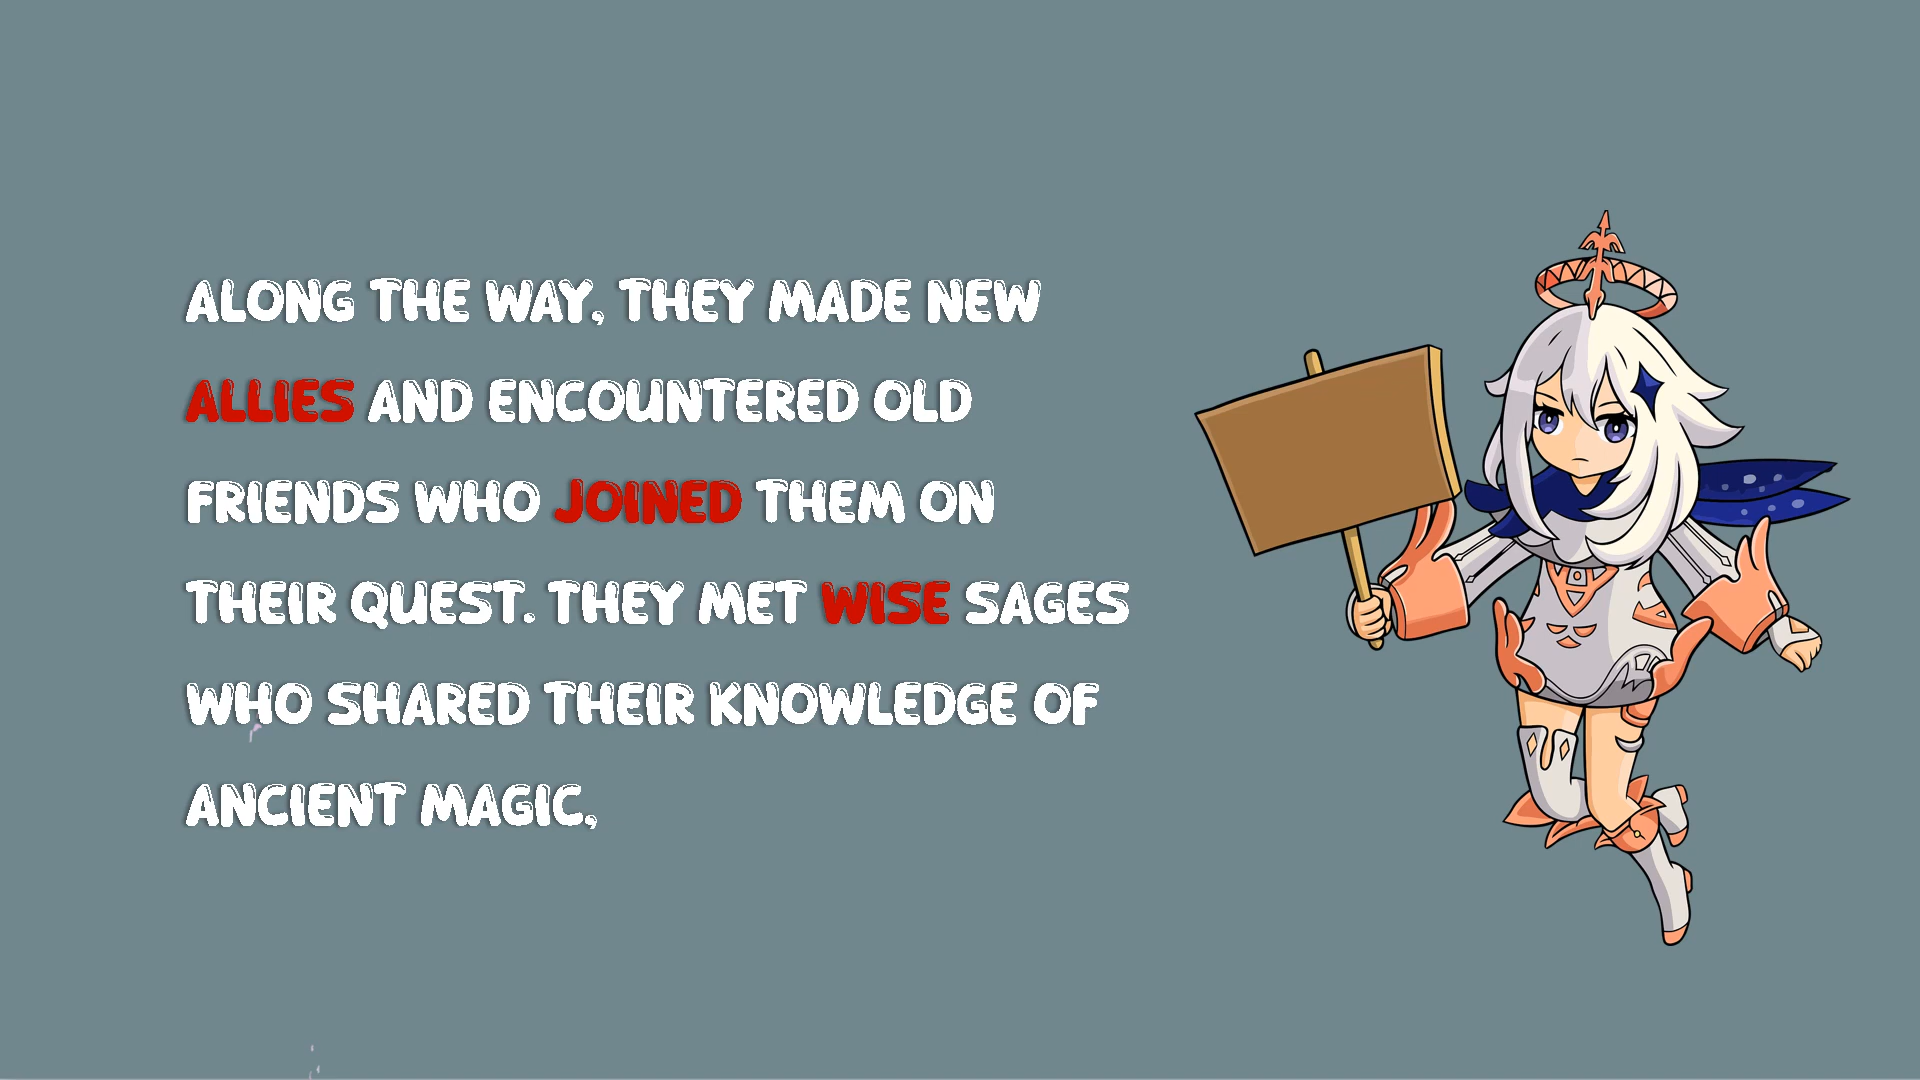 ALONG THE WAY, THEY MADE NEW
ALLIES AND ENCOUNTERED OLD
FRIENDS WHO JOINED THEM ON
THEIR QUEST. THEY MET WISE SAGES
WHO SHARED THEIR KNOWLEDGE OF
ANCIENT MAGIC,